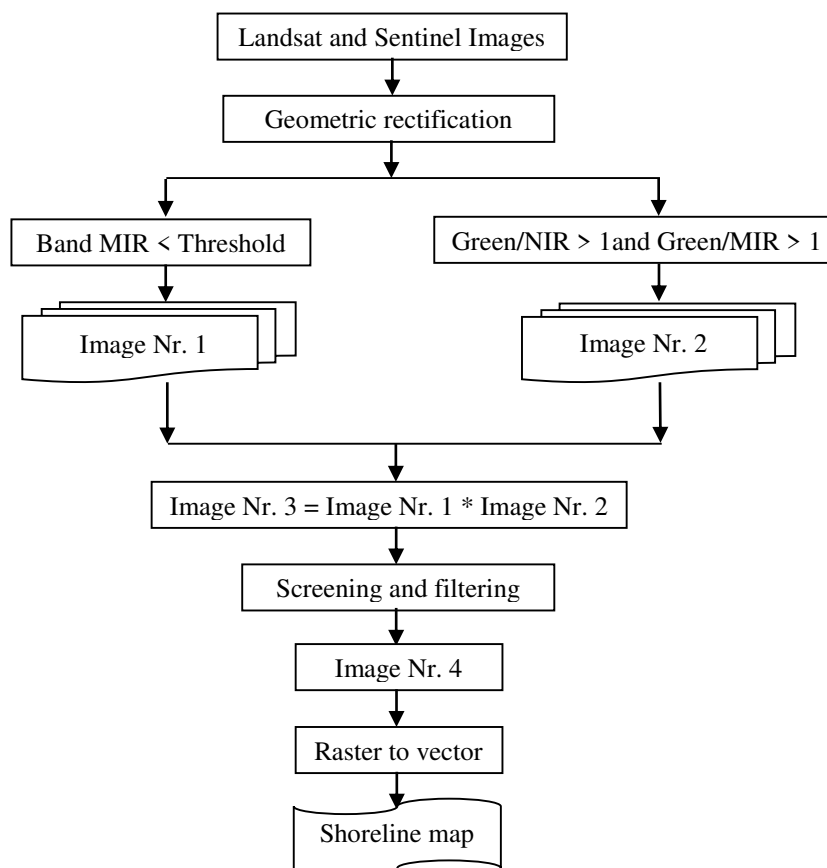 Landsat and Sentinel Images
Geometric rectification
Band MIR < Threshold
Green/NIR > 1and Green/MIR > 1
Image Nr. 1
Image Nr. 2
Image Nr. 3 = Image Nr. 1 * Image Nr. 2
Screening and filtering
Image Nr. 4
Raster to vector
Shoreline map